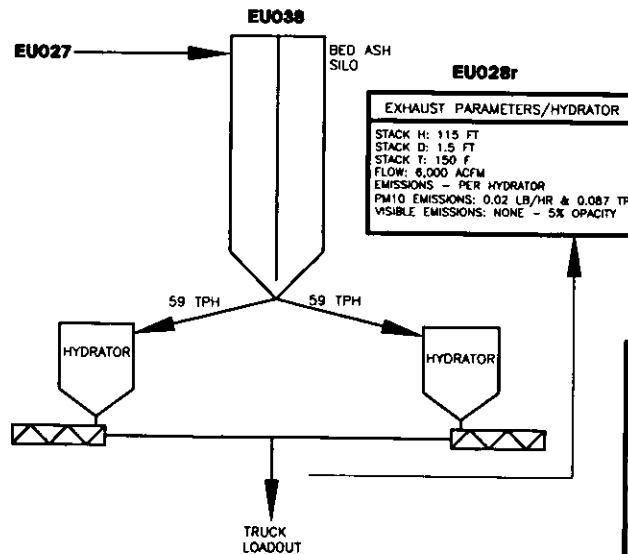 EU038
EU027
BED ASH
SILO
EU028r
EXHAUST PARAMETERS/HYDRATOR
STACK H: 115 FT
STACK D: 1.5 FT
STACK T: 150 F
FLOW: 6,000 ACFM
EMISSIONS - PER HYDRATOR
PM10 EMISSIONS: 0.02 LB/HR & 0.087 TP
VISIBLE EMISSIONS: NONE - 5% OPACITY
59 TPH
59 TPH
HYDRATOR
HYDRATOR
TRUCK
LOADOUT